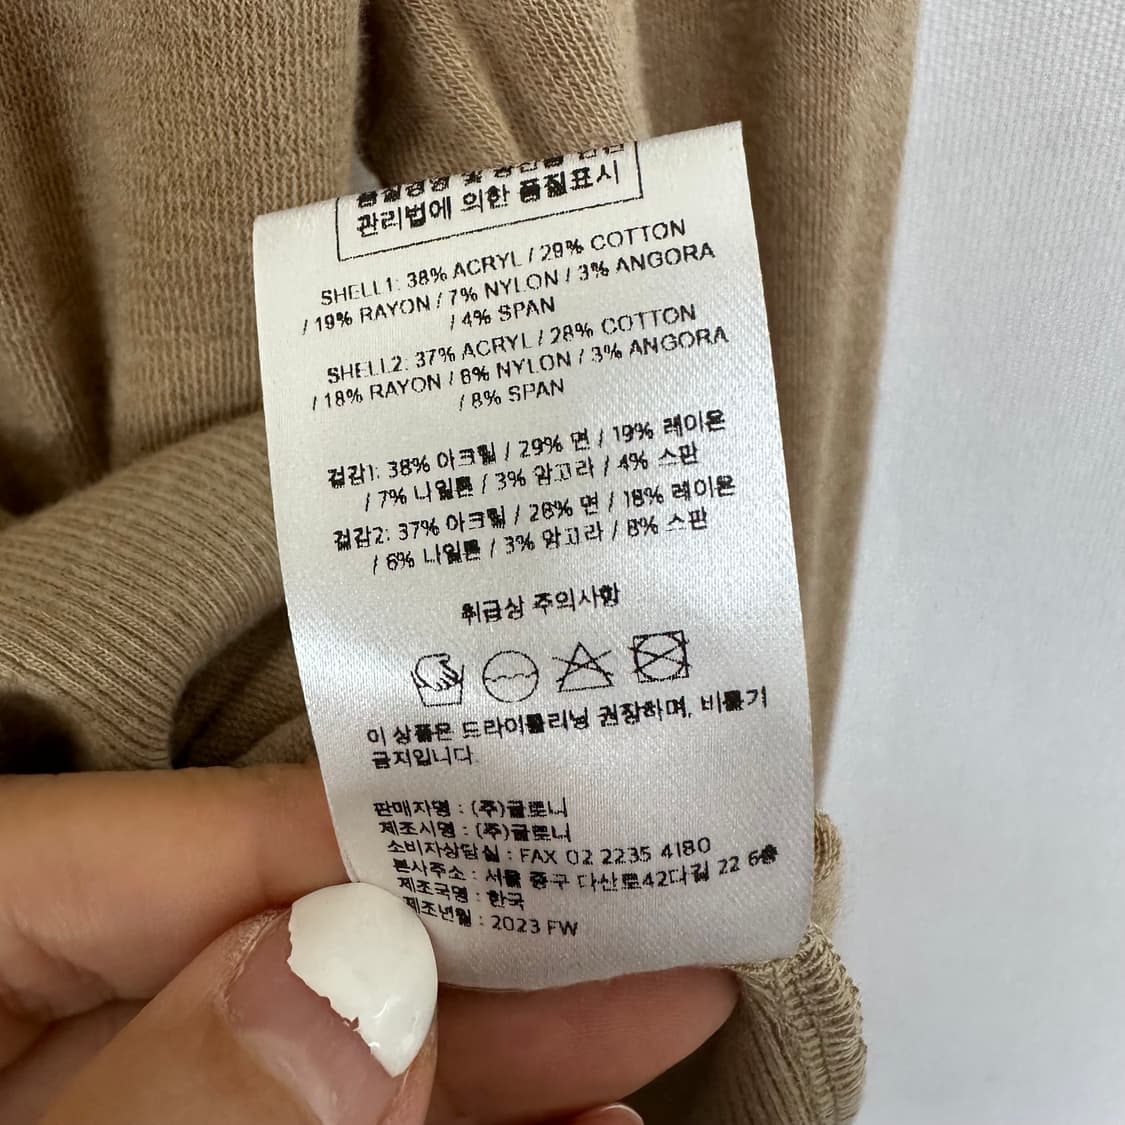 관리법에 의한 품질표시
SHELL1: 38% ACRYL / 29% COTTON
/ 19% RAYON / 7% NYLON / 3% ANGORA
/ 4% SPAN
SHELL2: 37% ACRYL / 28% COTTON
/ 18% RAYON / 6% NYLON / 3% ANGORA
/ 8% SPAN
겉감1: 38% 아크릴 / 29% 면 / 19% 레이온
/ 7% 나일론 / 3% 앙고라 / 4% 스판
겉감2: 37% 아크릴 / 28% 면 / 18% 레이온
/ 6% 나일론 / 3% 앙고라 / 8% 스판
취급상 주의사항
이 상품은 드라이클리닝 권장하며, 비틀기
금지입니다.
판매자명 : (주)글로니
제조시명 : (주)글로니
소비자상담실 : FAX 02 2235 4180
본사주소 : 서울 중구 다산로42다길 22 6층
제조국명 : 한국
제조년월 : 2023 FW